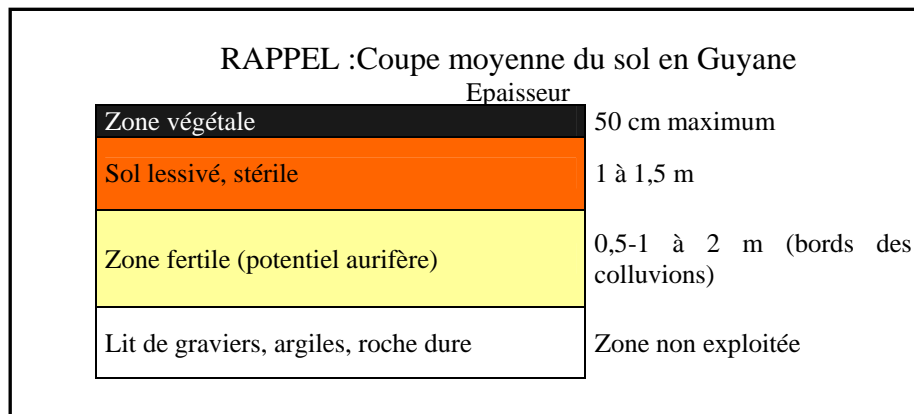 RAPPEL :Coupe moyenne du sol en Guyane
Epaisseur
Zone végétale
50 cm maximum
Sol lessivé, stérile
1 à 1,5 m
Zone fertile (potentiel aurifère)
0,5-1 à 2 m (bords des
colluvions)
Lit de graviers, argiles, roche dure
Zone non exploitée